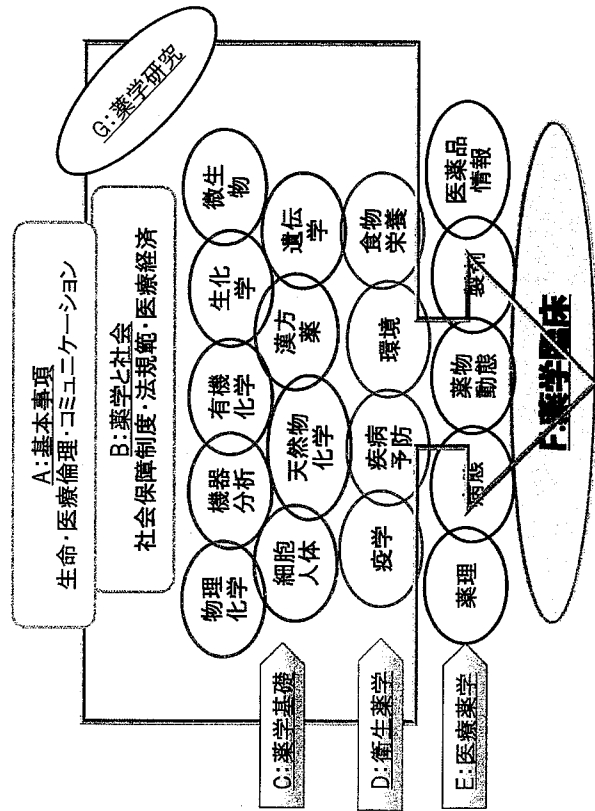 A:基本事項
生命・医療倫理・コミュニケーション
B:薬学と社会
社会保障制度・法規範・医療経済
G:薬学研究
C:薬学基礎
物理
化学
機器
分析
有機
化学
生化
学
微生
物
細胞
人体
天然物
化学
漢方
薬
遺伝
学
D:衛生薬学
疫学
疾病
予防
環境
食物
栄養
E:医療薬学
薬理
病態
薬物
動態
製剤
医薬品
情報
F:薬学臨床